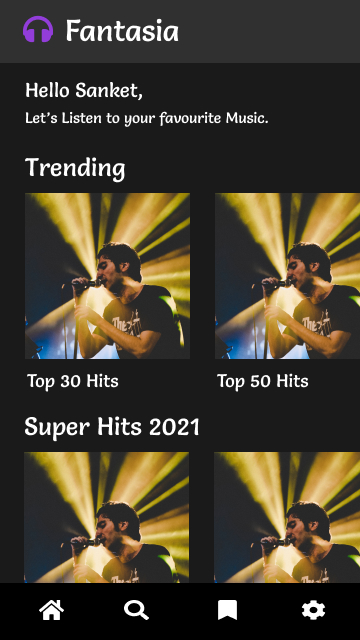 Fantasia
Hello Sanket,
Let's Listen to your favourite Music.
Trending
Top 30 Hits
Top 50 Hits
Super Hits 2021